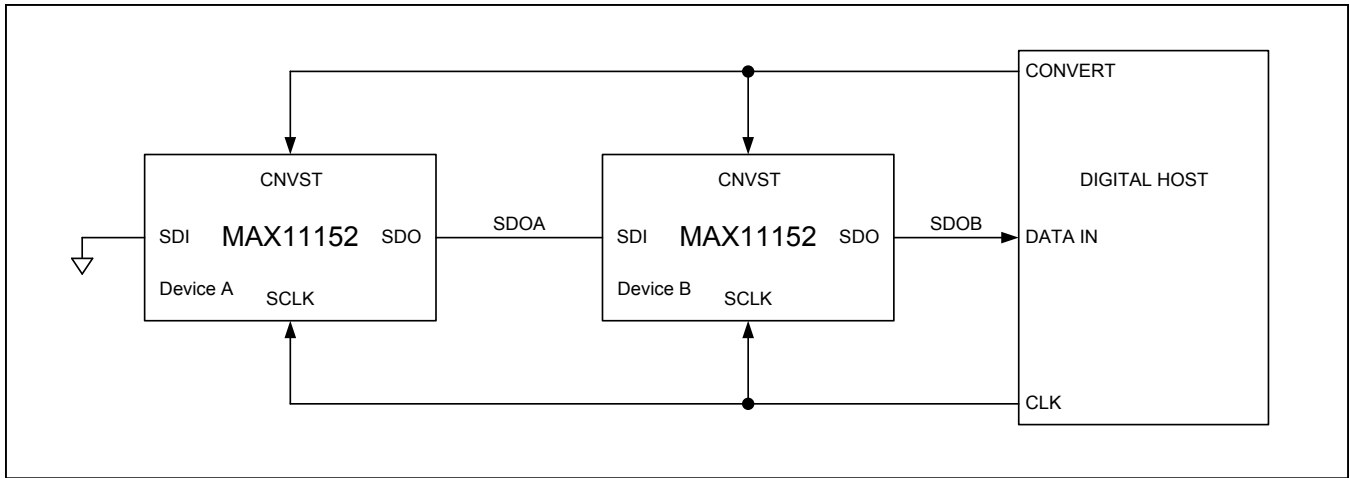 CONVERT
CNVST
CNVST
DIGITAL HOST
SDI MAX11152 SDO
SDOA
SDI MAX11152 SDO
SDOB
DATA IN
Device A
SCLK
Device B
SCLK
CLK